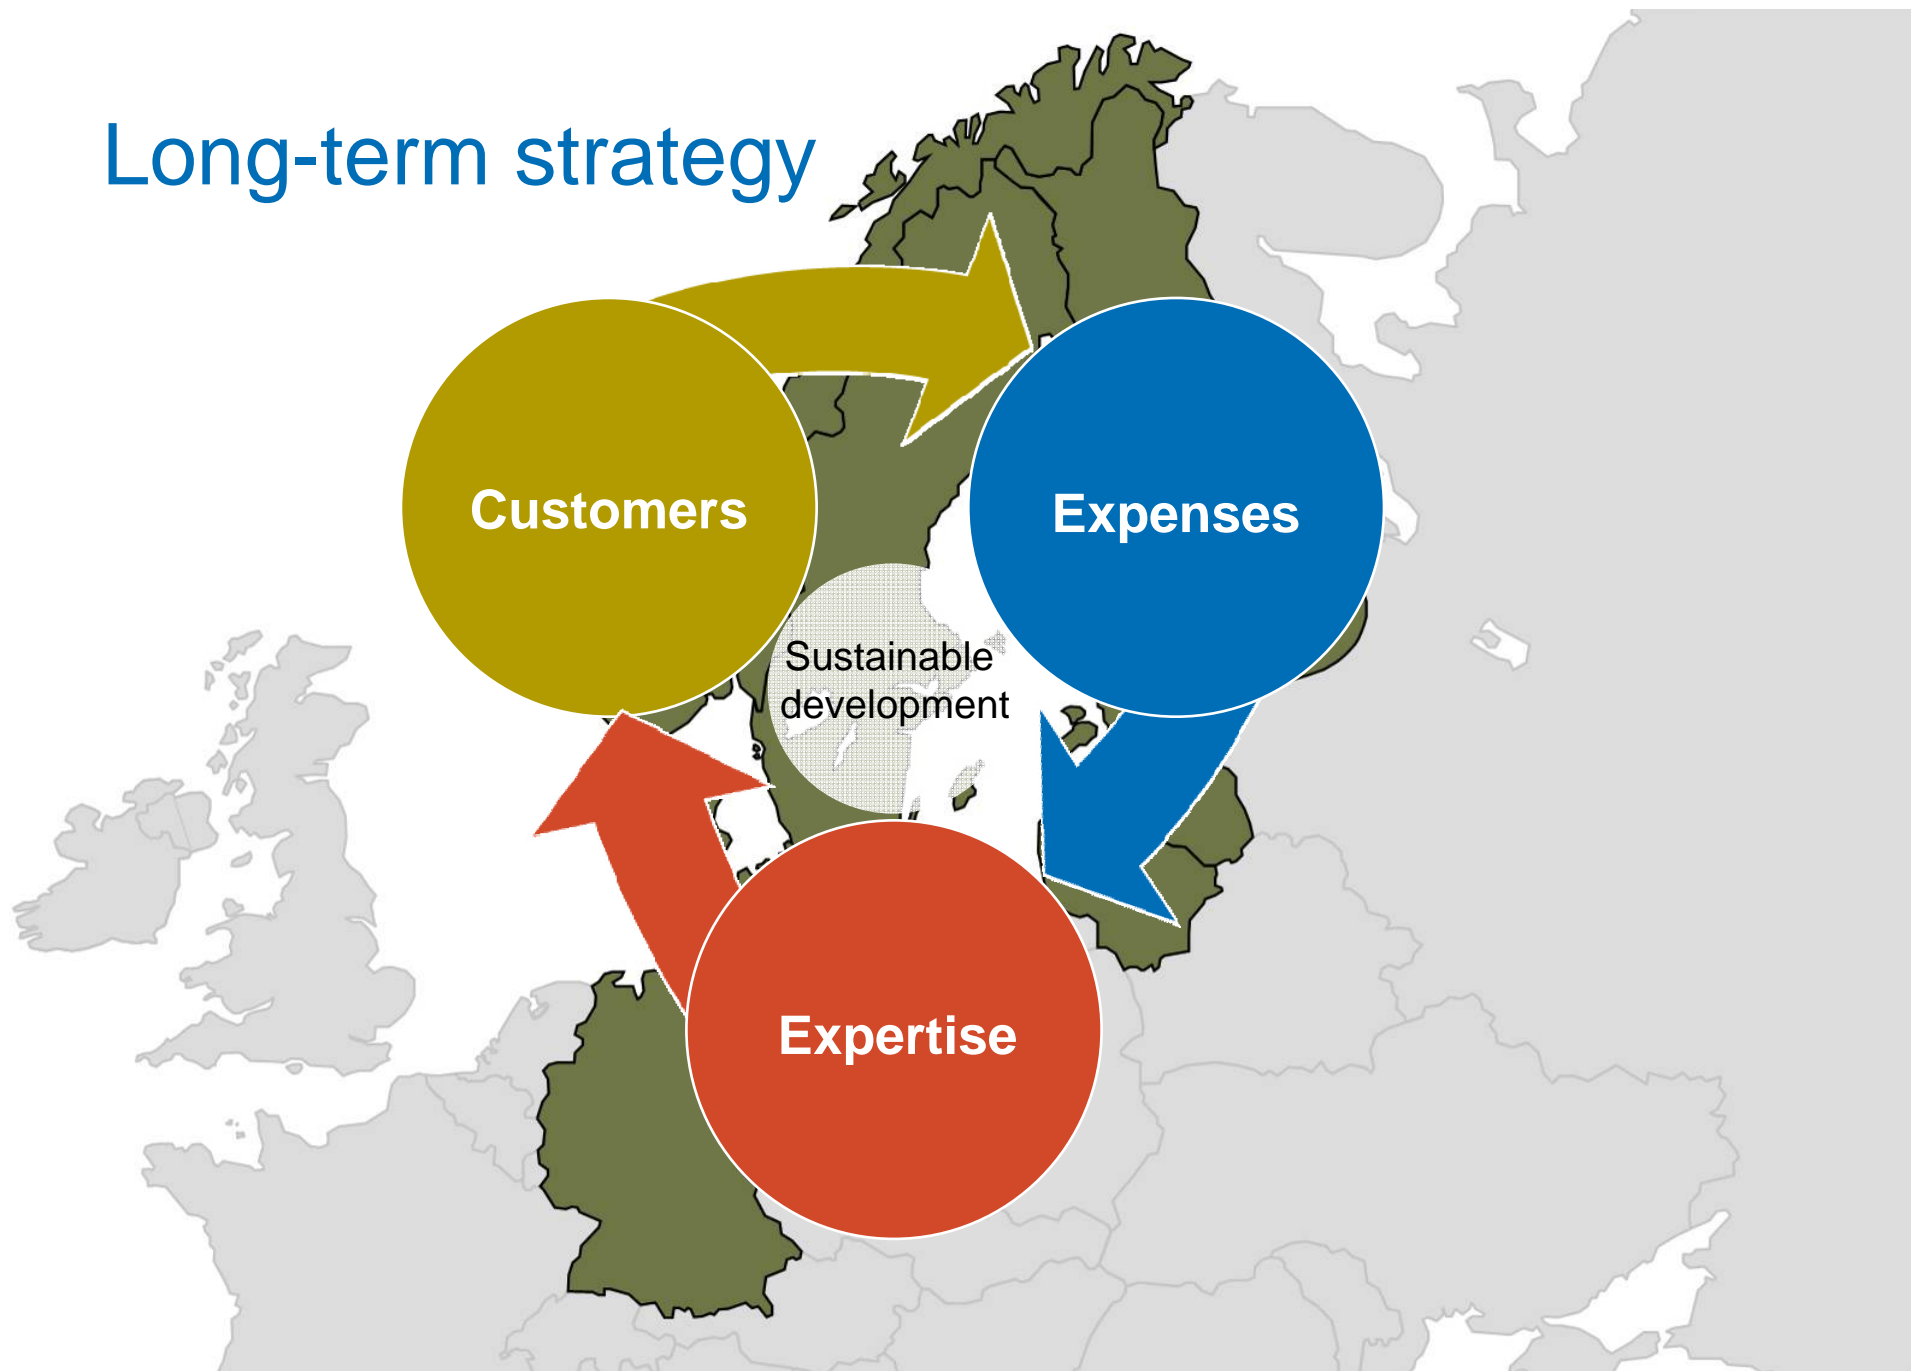 Long-term strategy
Customers
Expenses
Sustainable
development
Expertise